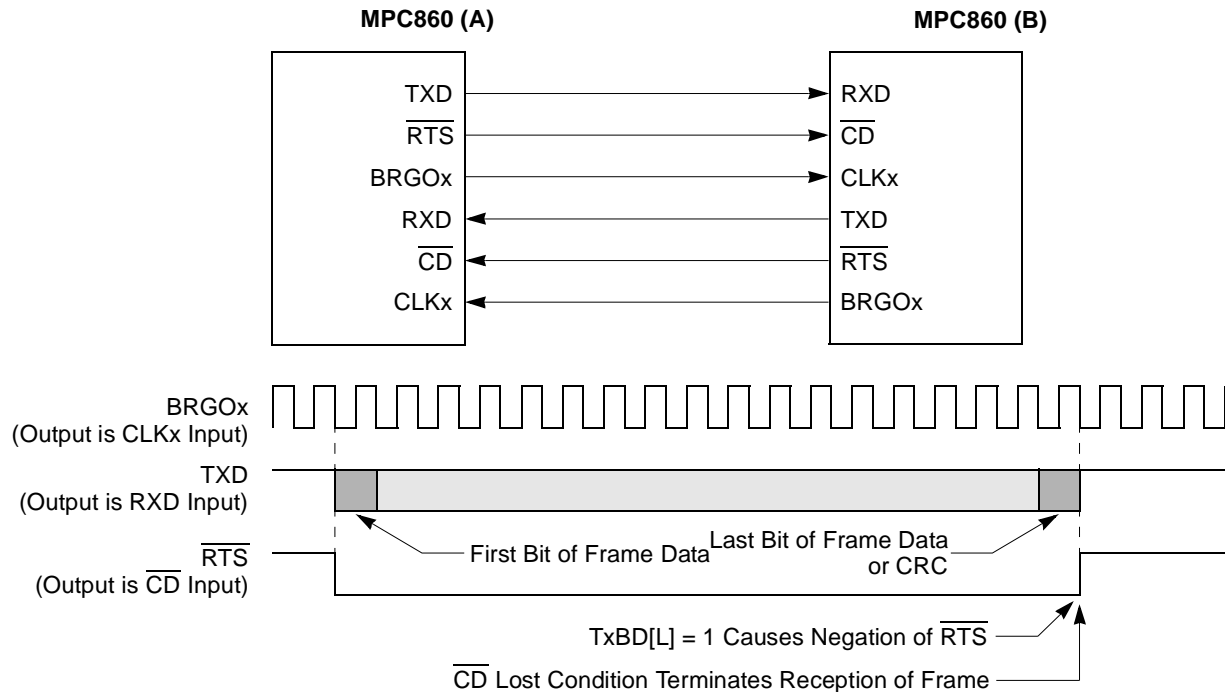 MPC860 (A)
MPC860 (B)
TXD
RTS
BRGOx
RXD
CD
CLKx
RXD
CD
CLKx
TXD
RTS
BRGOx
BRGOx
(Output is CLKx Input)
TXD
(Output is RXD Input)
RTS
(Output is CD Input)
First Bit of Frame Data
Last Bit of Frame Data
or CRC
TxBD[L] = 1 Causes Negation of RTS
CD Lost Condition Terminates Reception of Frame